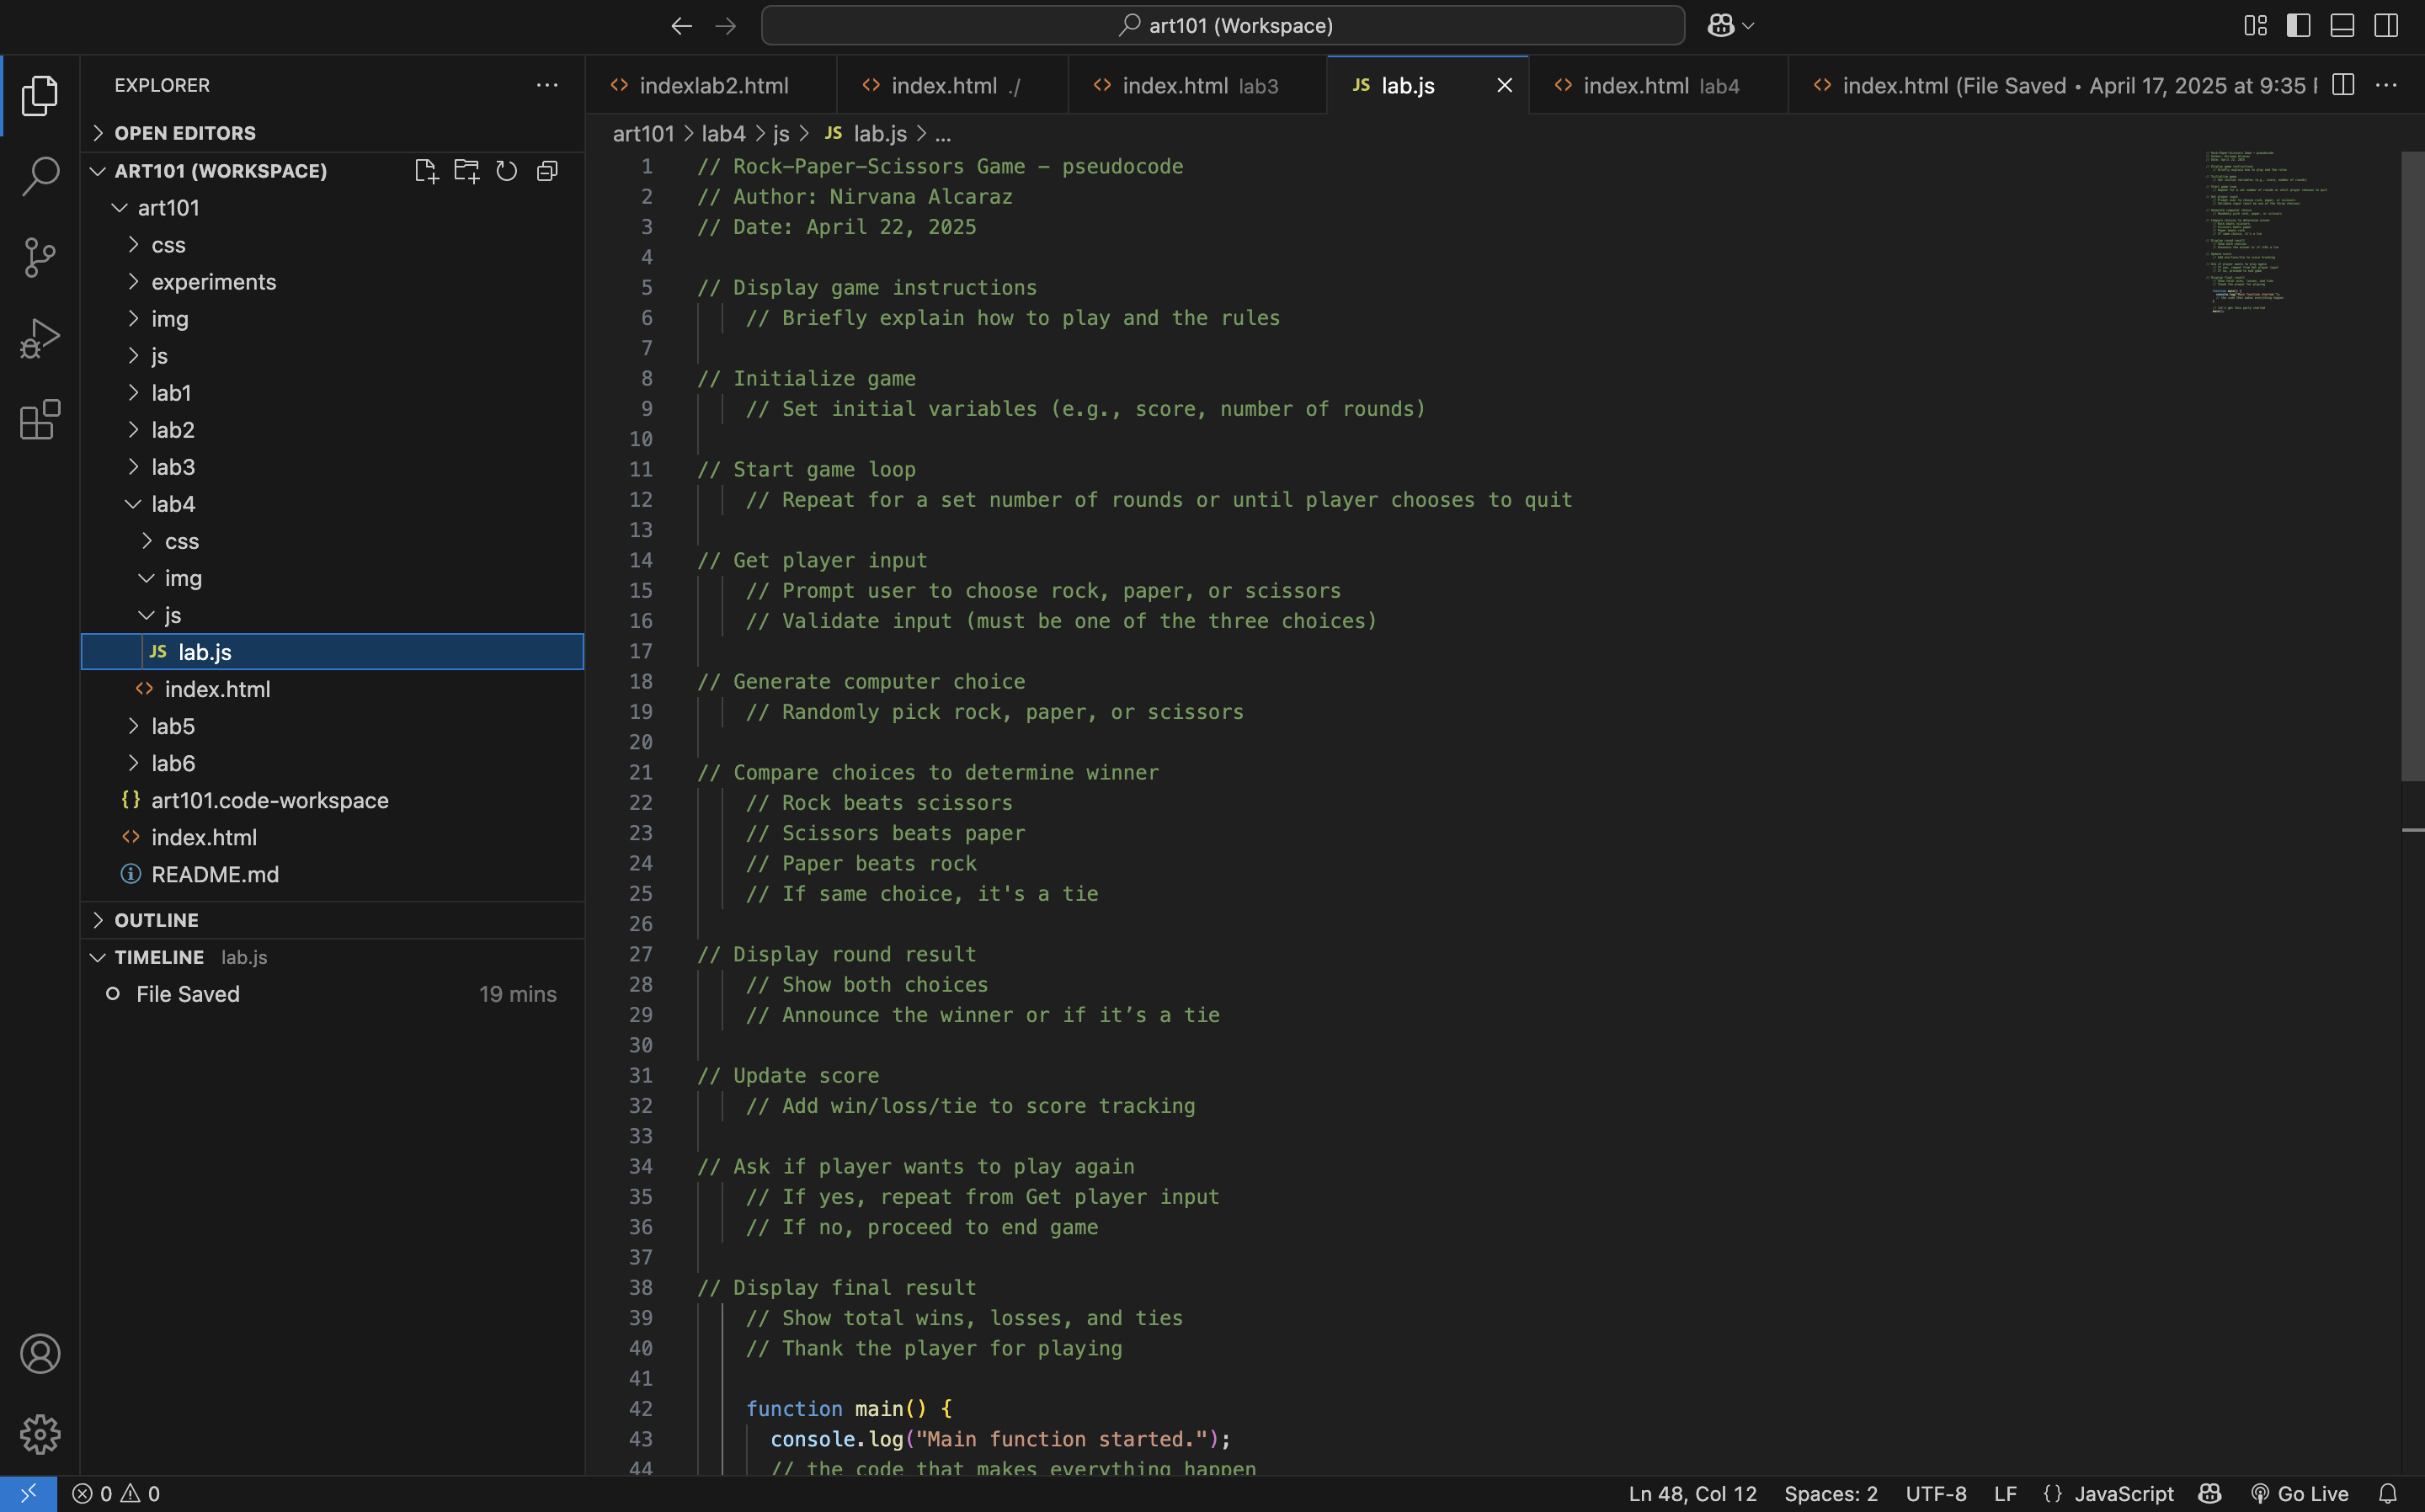 art101 (Workspace)
EXPLORER
indexlab2.html
index.html ./
index.html lab3
JS lab.js
index.html lab4
index.html (File Saved • April 17, 2025 at 9:35
OPEN EDITORS
art101 > lab4 > js > JS lab.js > ...
ART101 (WORKSPACE)
art101
css
experiments
img
js
lab1
lab2
lab3
lab4
css
img
js
JS lab.js
index.html
lab5
lab6
{} art101.code-workspace
index.html
README.md
OUTLINE
TIMELINE lab.js
File Saved 19 mins
1 // Rock-Paper-Scissors Game - pseudocode
2 // Author: Nirvana Alcaraz
3 // Date: April 22, 2025
4
5 // Display game instructions
6 // Briefly explain how to play and the rules
7
8 // Initialize game
9 // Set initial variables (e.g., score, number of rounds)
10
11 // Start game loop
12 // Repeat for a set number of rounds or until player chooses to quit
13
14 // Get player input
15 // Prompt user to choose rock, paper, or scissors
16 // Validate input (must be one of the three choices)
17
18 // Generate computer choice
19 // Randomly pick rock, paper, or scissors
20
21 // Compare choices to determine winner
22 // Rock beats scissors
23 // Scissors beats paper
24 // Paper beats rock
25 // If same choice, it's a tie
26
27 // Display round result
28 // Show both choices
29 // Announce the winner or if it’s a tie
30
31 // Update score
32 // Add win/loss/tie to score tracking
33
34 // Ask if player wants to play again
35 // If yes, repeat from Get player input
36 // If no, proceed to end game
37
38 // Display final result
39 // Show total wins, losses, and ties
40 // Thank the player for playing
41
42 function main() {
43 console.log("Main function started.");
44 // the code that makes everything happen
0 0
Ln 48, Col 12 Spaces: 2 UTF-8 LF {} JavaScript Go Live